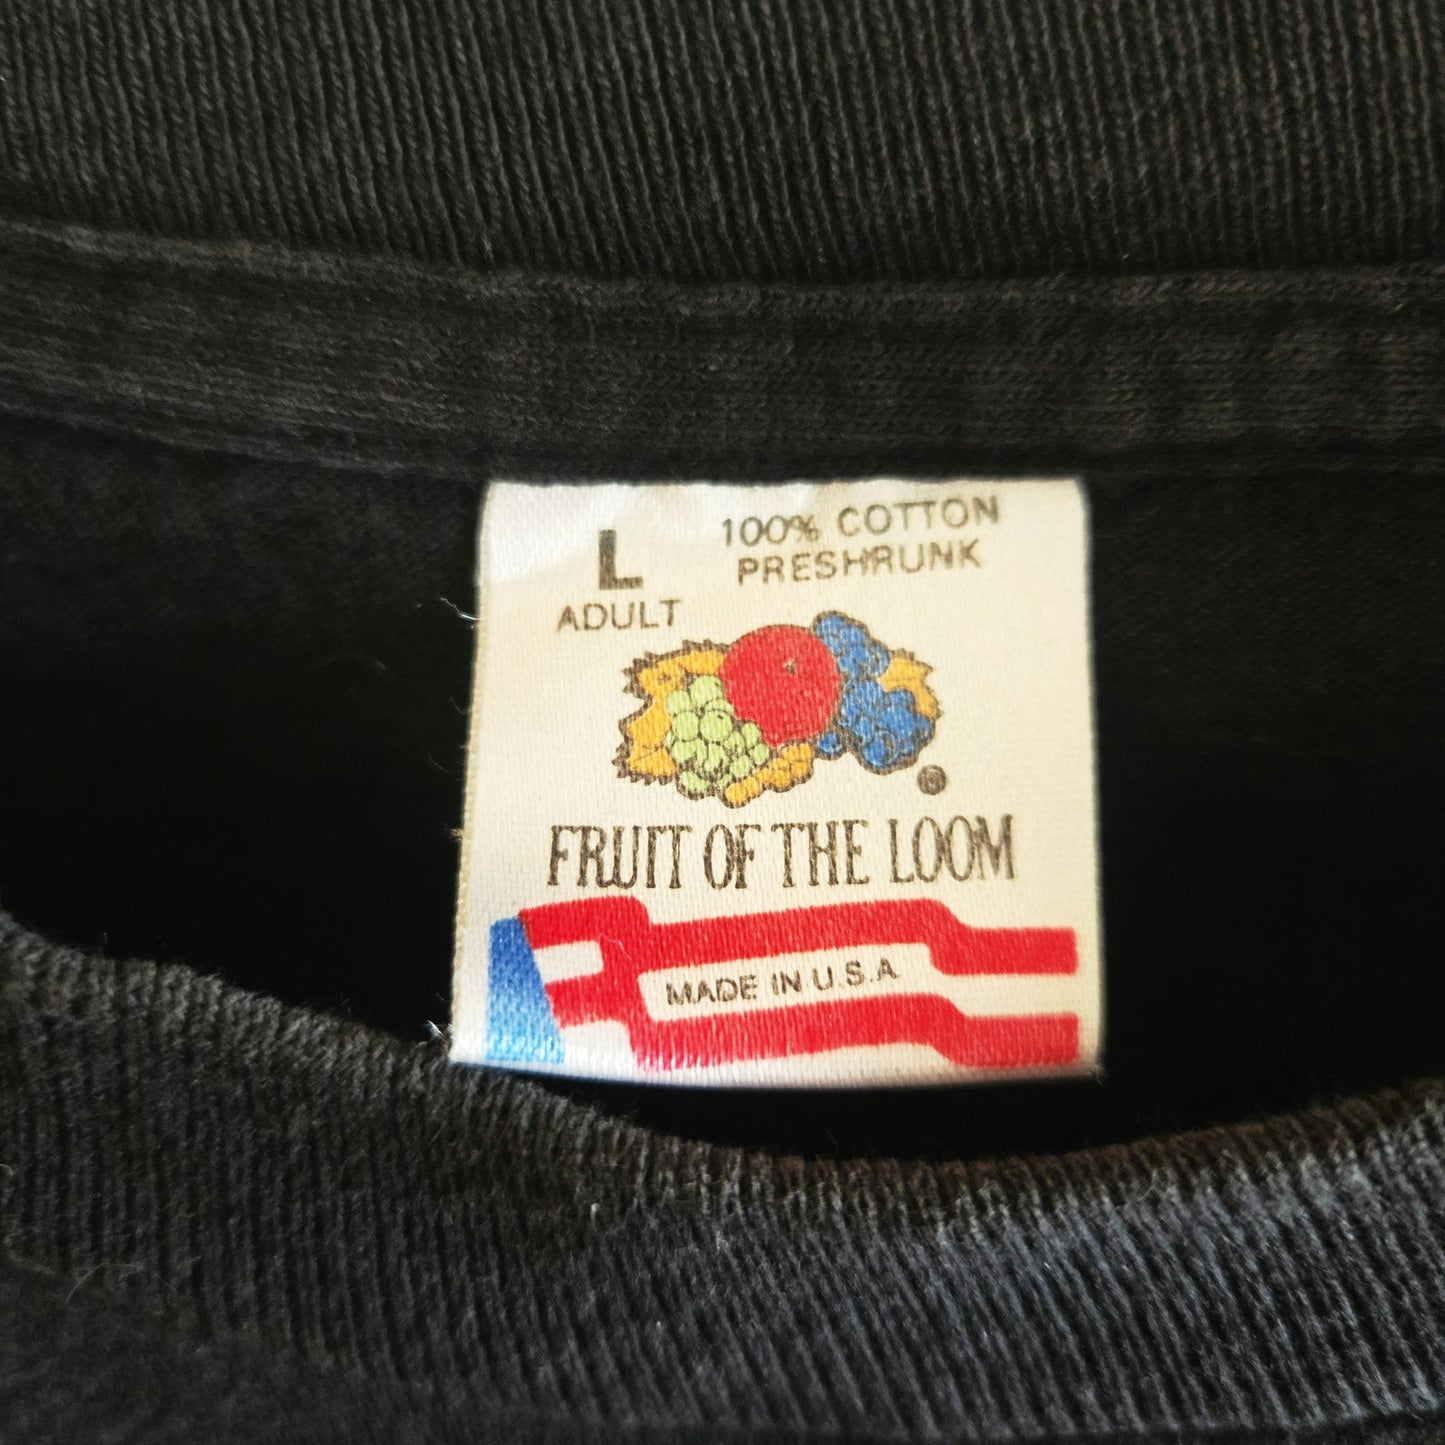 L
ADULT
100% COTTON
PRESHRUNK
®
FRUIT OF THE LOOM
MADE IN U.S.A